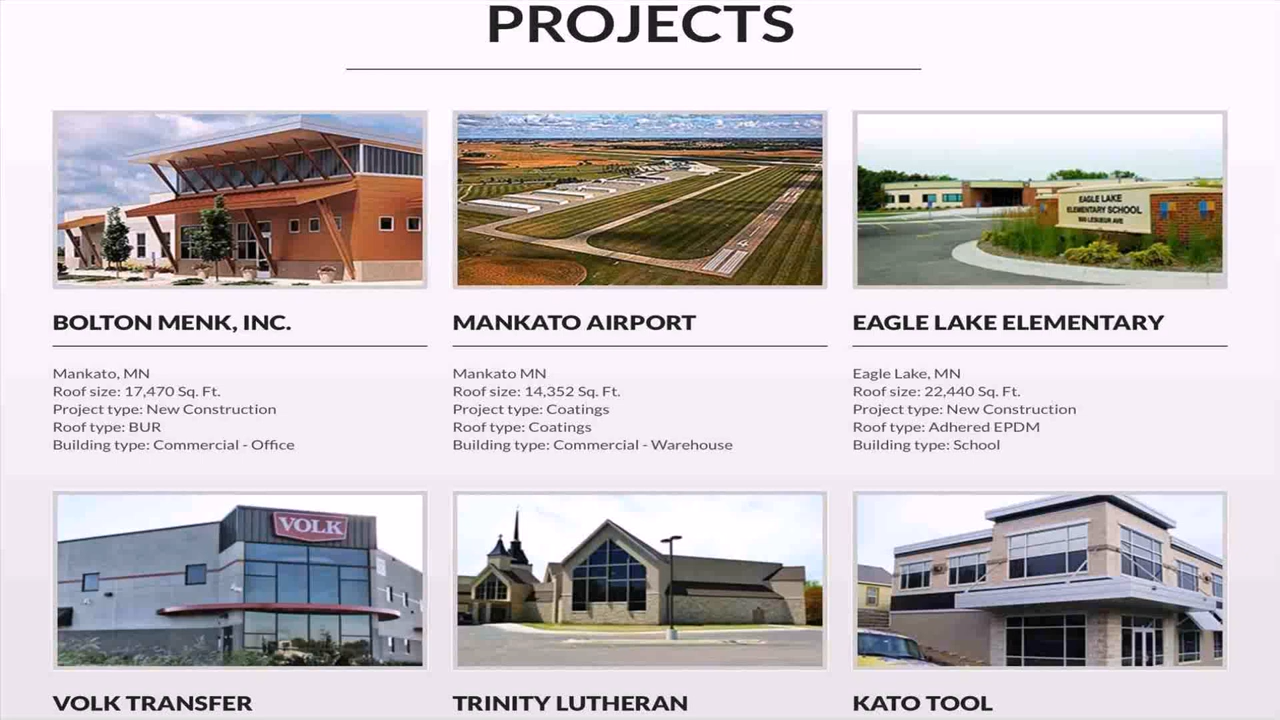 PROJECTS
EAGLE LAKE
ELEMENTARY SCHOOL
BOLTON MENK, INC.
Mankato, MN
Roof size: 17,470 Sq. Ft.
Project type: New Construction
Roof type: BUR
Building type: Commercial - Office
MANKATO AIRPORT
Mankato MN
Roof size: 14,352 Sq. Ft.
Project type: Coatings
Roof type: Coatings
Building type: Commercial - Warehouse
EAGLE LAKE ELEMENTARY
Eagle Lake, MN
Roof size: 22,440 Sq. Ft.
Project type: New Construction
Roof type: Adhered EPDM
Building type: School
VOLK
VOLK TRANSFER
TRINITY LUTHERAN
KATO TOOL